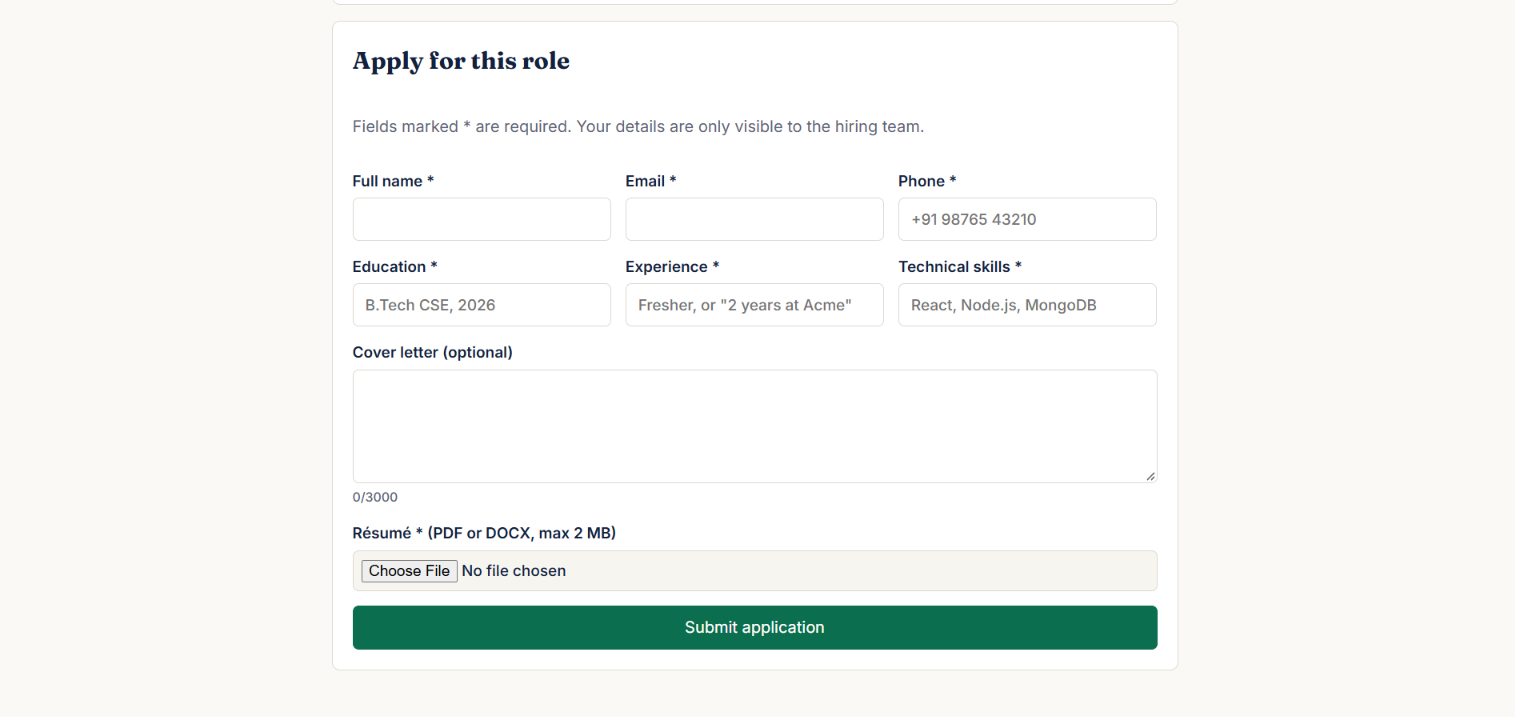 Apply for this role
Fields marked * are required. Your details are only visible to the hiring team.
Full name * Email * Phone *
+91 98765 43210
Education * Experience * Technical skills *
B.Tech CSE, 2026 Fresher, or "2 years at Acme" React, Node.js, MongoDB
Cover letter (optional)
0/3000
Résumé * (PDF or DOCX, max 2 MB)
Choose File No file chosen
Submit application